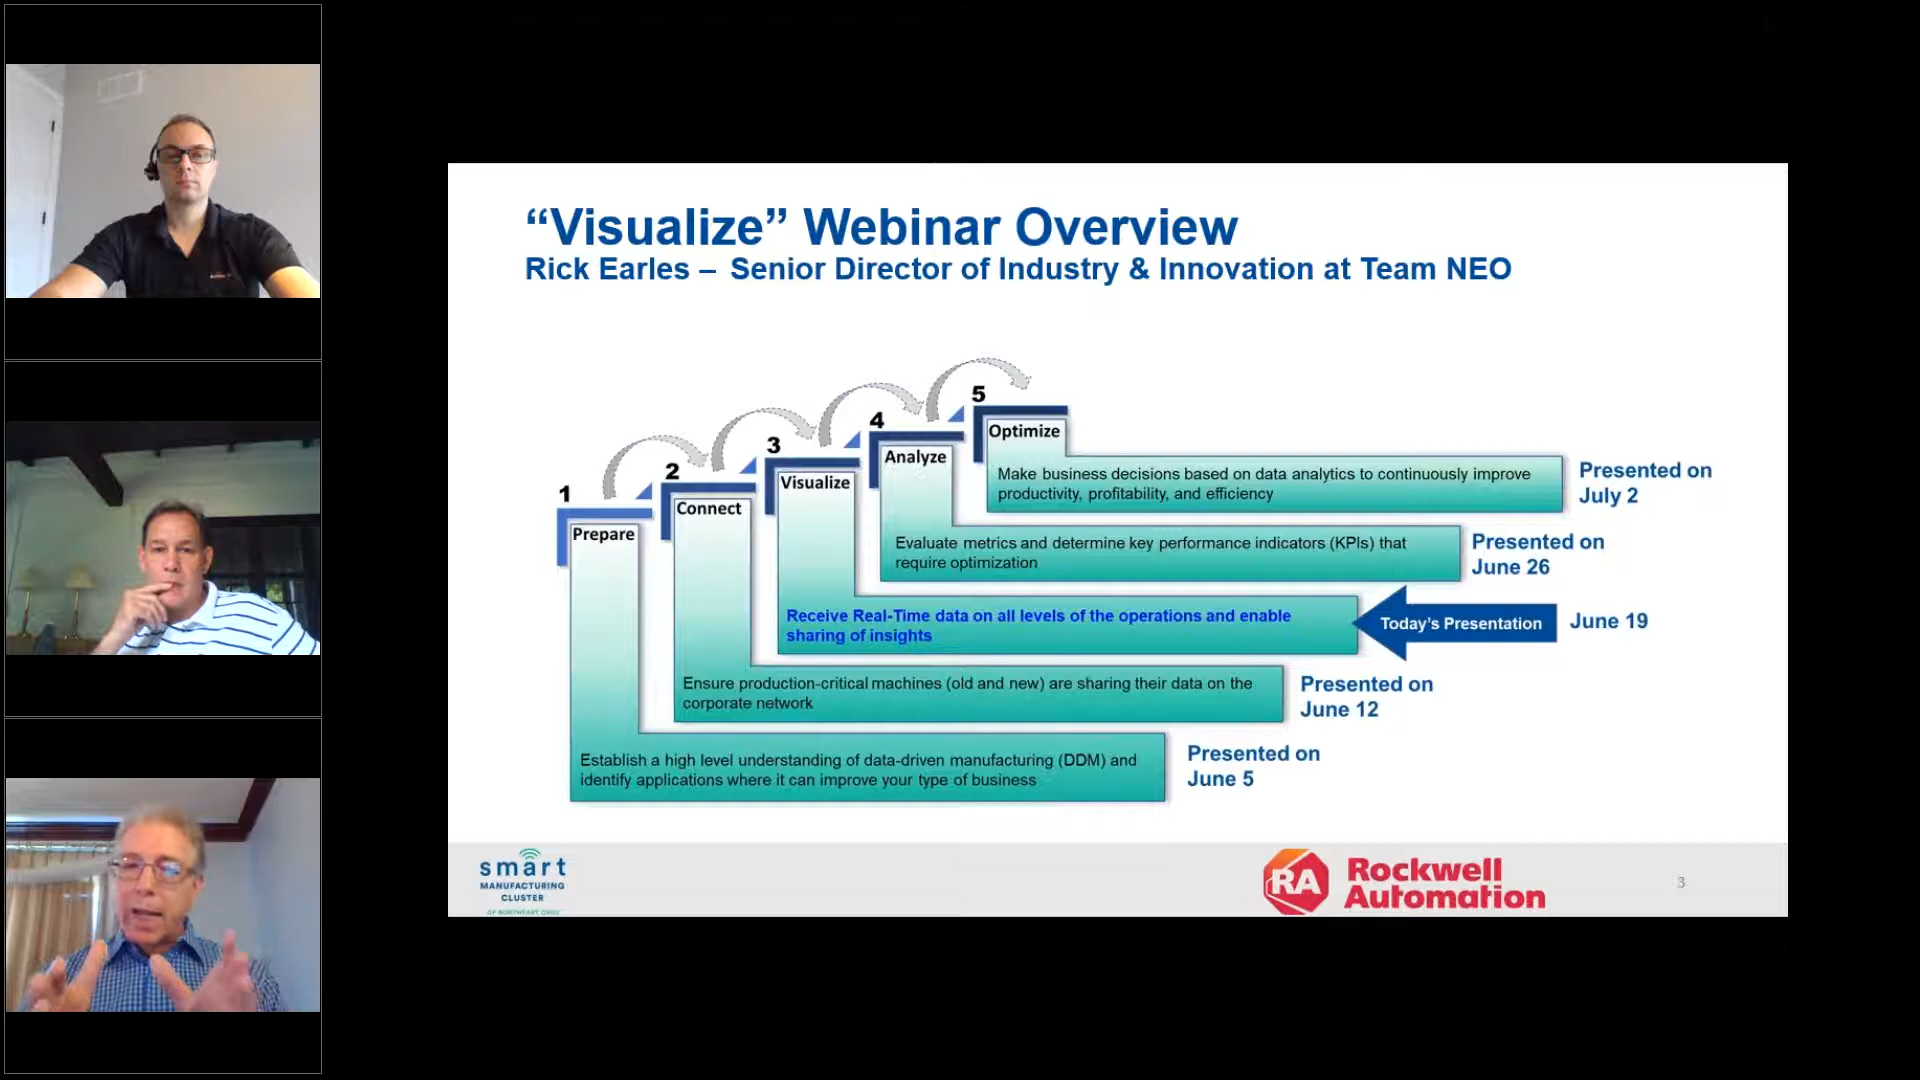 “Visualize” Webinar Overview
Rick Earles – Senior Director of Industry & Innovation at Team NEO
5
Optimize
Make business decisions based on data analytics to continuously improve
productivity, profitability, and efficiency
Presented on
July 2
4
Analyze
Evaluate metrics and determine key performance indicators (KPIs) that
require optimization
Presented on
June 26
3
Visualize
Receive Real-Time data on all levels of the operations and enable
sharing of insights
Today’s Presentation
June 19
2
Connect
Ensure production-critical machines (old and new) are sharing their data on the
corporate network
Presented on
June 12
1
Prepare
Establish a high level understanding of data-driven manufacturing (DDM) and
identify applications where it can improve your type of business
Presented on
June 5
smart
MANUFACTURING
CLUSTER
OF NORTHEAST OHIO
RA
Rockwell
Automation
3